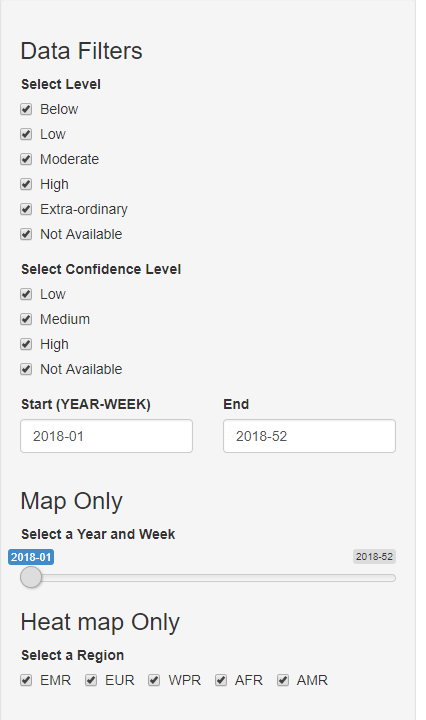 Data Filters
Select Level
Below
Low
Moderate
High
Extra-ordinary
Not Available
Select Confidence Level
Low
Medium
High
Not Available
Start (YEAR-WEEK) End
2018-01 2018-52
Map Only
Select a Year and Week
2018-01 2018-52
Heat map Only
Select a Region
EMR EUR WPR AFR AMR